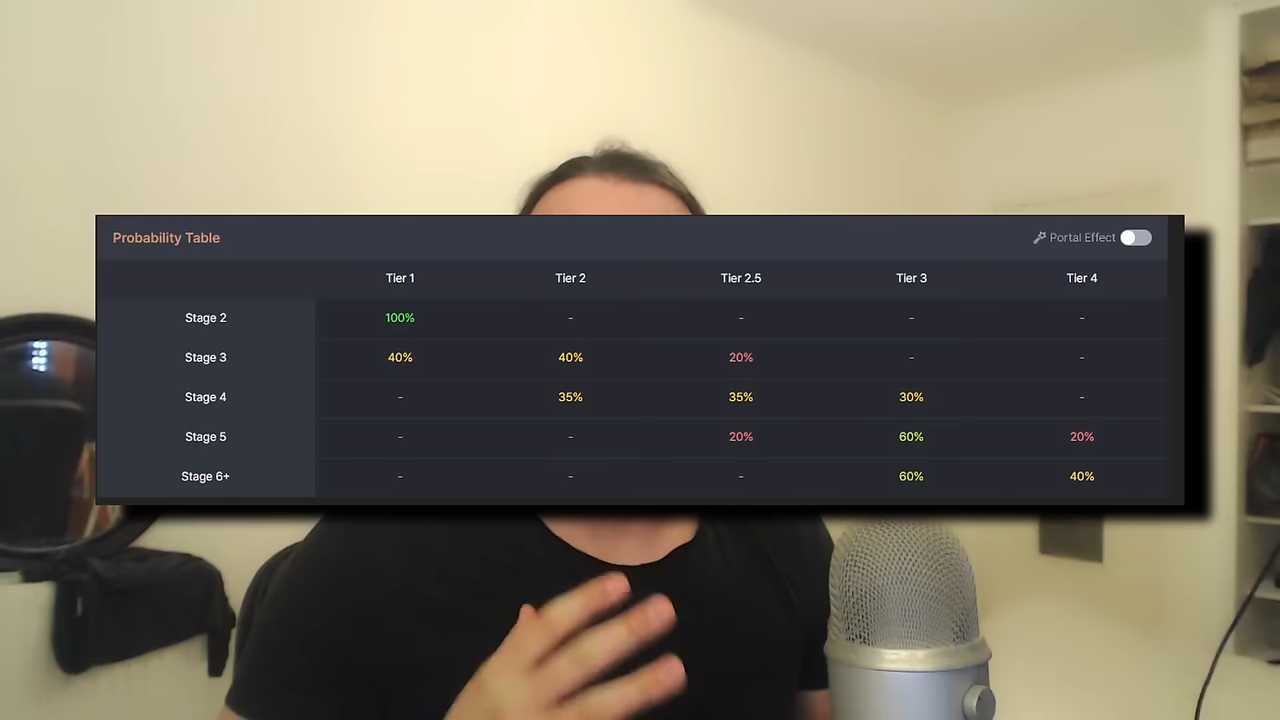 Probability Table
Portal Effect
Tier 1 Tier 2 Tier 2.5 Tier 3 Tier 4
Stage 2 100% - - - -
Stage 3 40% 40% 20% - -
Stage 4 - 35% 35% 30% -
Stage 5 - - 20% 60% 20%
Stage 6+ - - - 60% 40%